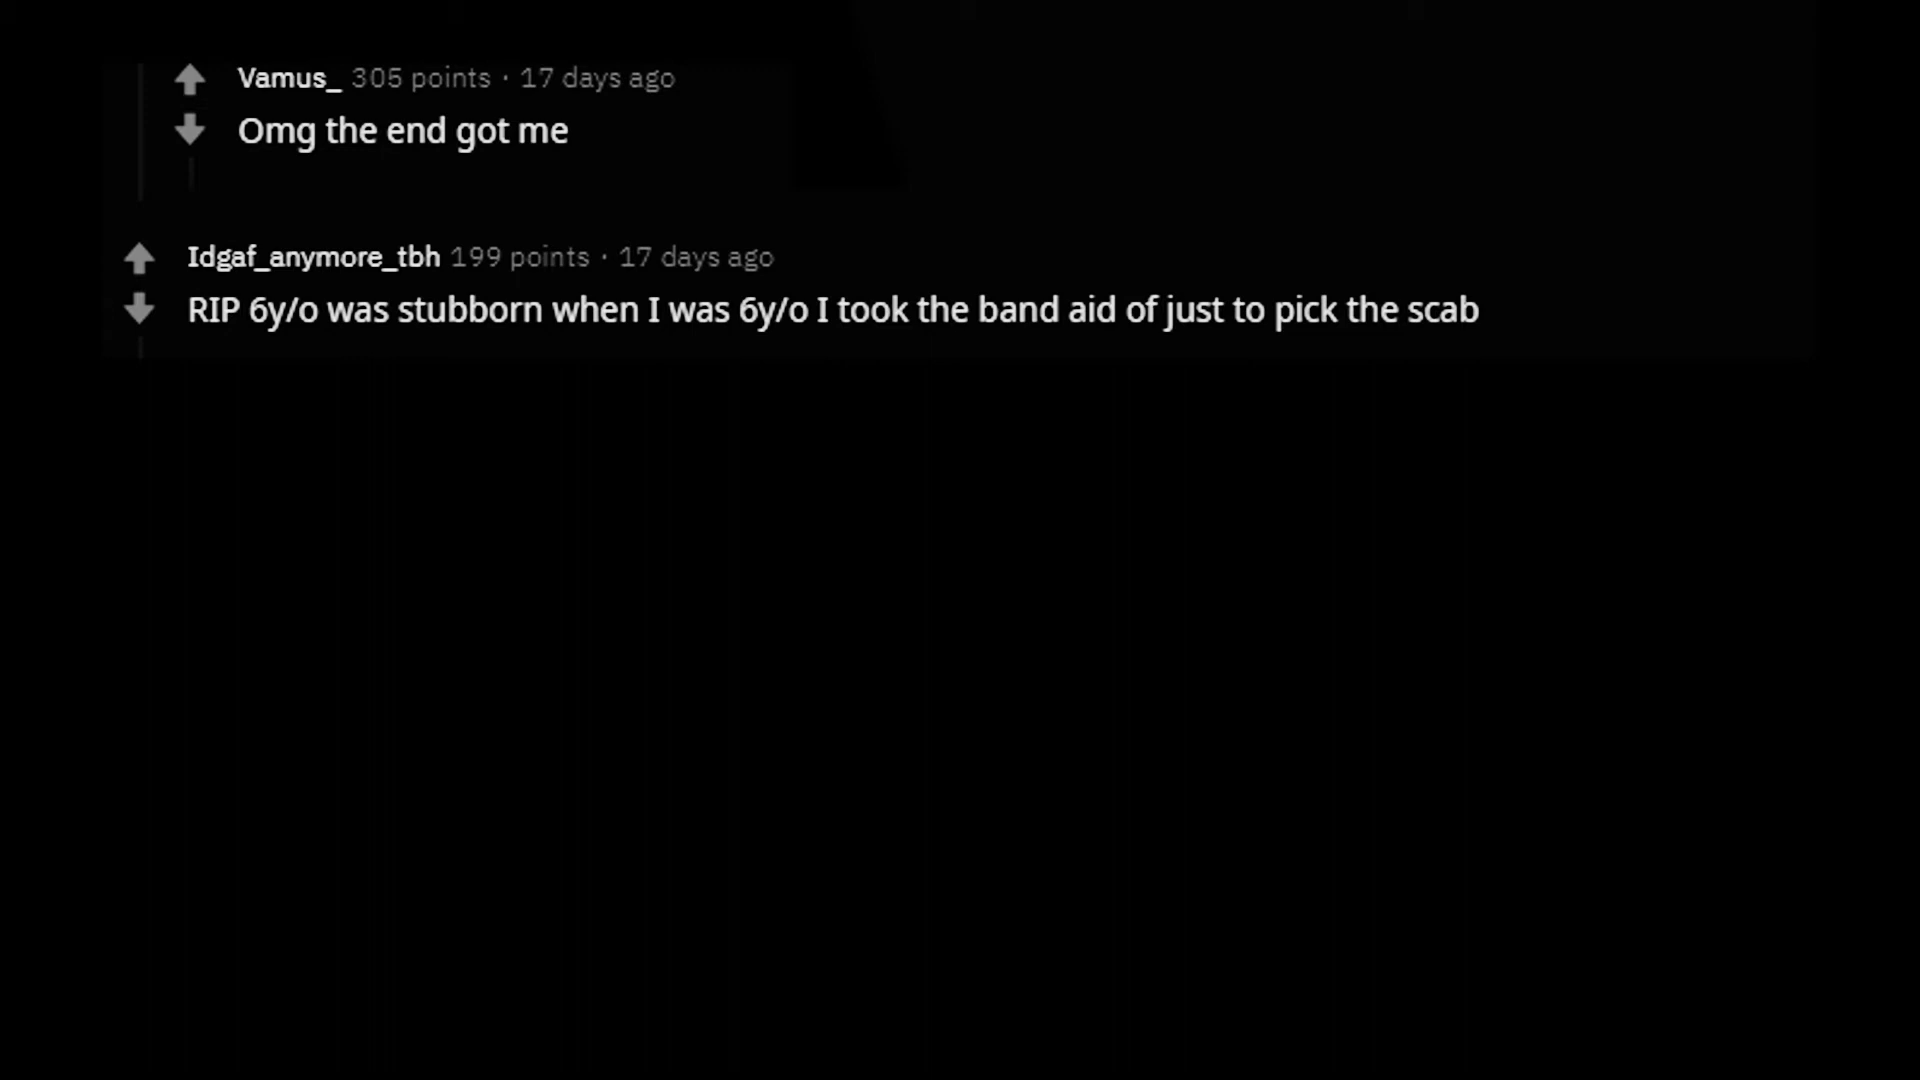 Vamus_ 305 points · 17 days ago
Omg the end got me
Idgaf_anymore_tbh 199 points · 17 days ago
RIP 6y/o was stubborn when I was 6y/o I took the band aid of just to pick the scab